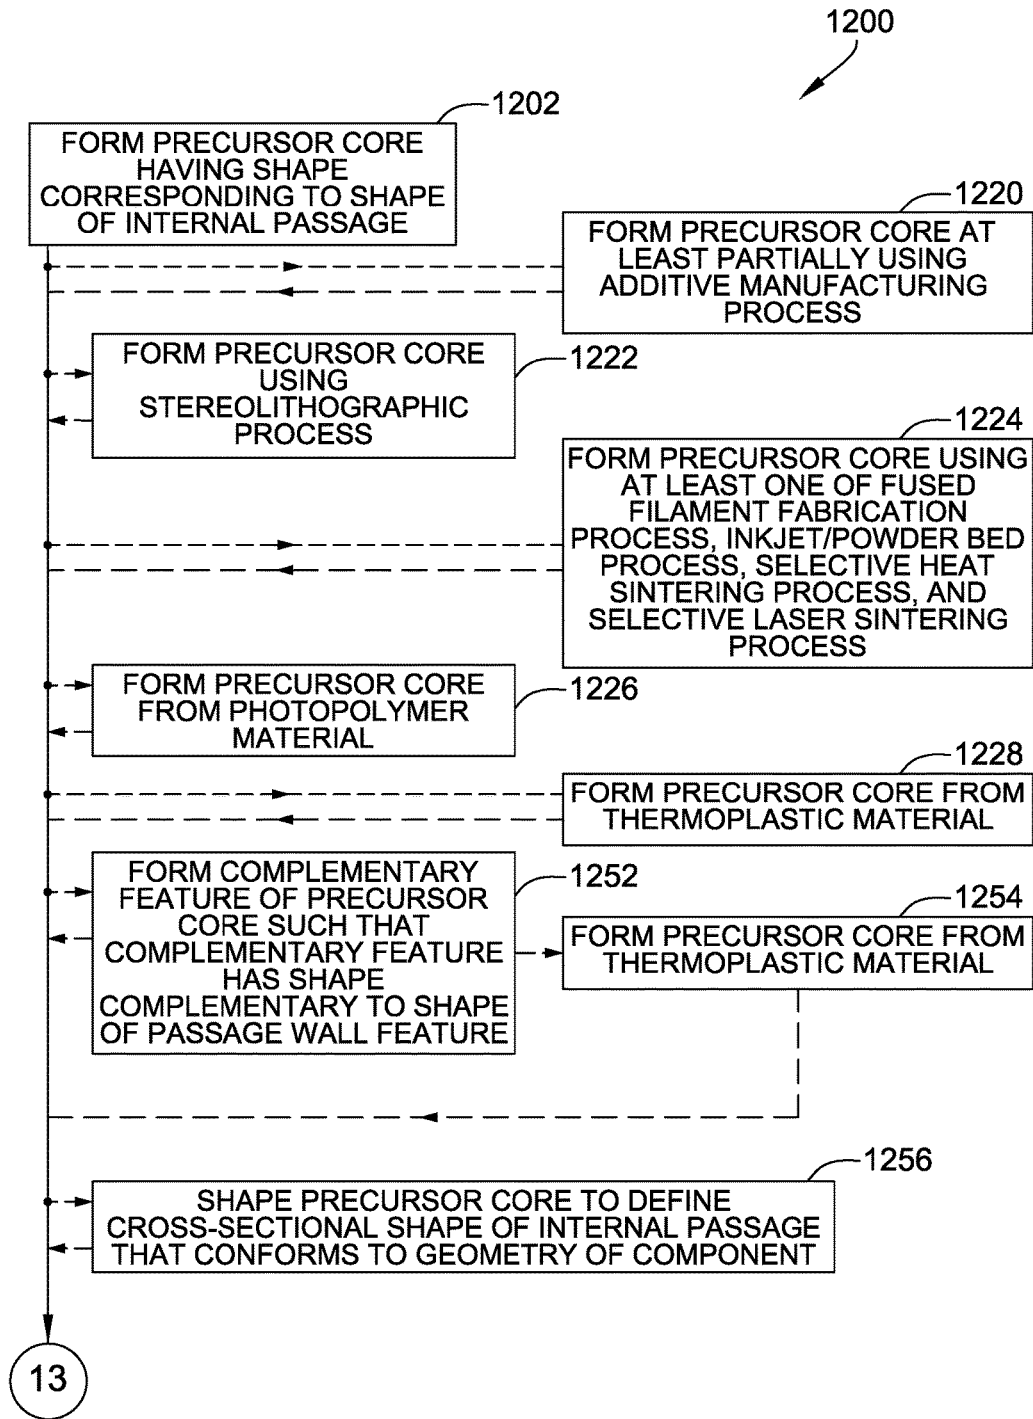 1200
1202
FORM PRECURSOR CORE
HAVING SHAPE
CORRESPONDING TO SHAPE
OF INTERNAL PASSAGE
1220
FORM PRECURSOR CORE AT
LEAST PARTIALLY USING
ADDITIVE MANUFACTURING
PROCESS
1222
FORM PRECURSOR CORE
USING
STEREOLITHOGRAPHIC
PROCESS
1224
FORM PRECURSOR CORE USING
AT LEAST ONE OF FUSED
FILAMENT FABRICATION
PROCESS, INKJET/POWDER BED
PROCESS, SELECTIVE HEAT
SINTERING PROCESS, AND
SELECTIVE LASER SINTERING
PROCESS
1226
FORM PRECURSOR CORE
FROM PHOTOPOLYMER
MATERIAL
1228
FORM PRECURSOR CORE FROM
THERMOPLASTIC MATERIAL
1252
FORM COMPLEMENTARY
FEATURE OF PRECURSOR
CORE SUCH THAT
COMPLEMENTARY FEATURE
HAS SHAPE
COMPLEMENTARY TO SHAPE
OF PASSAGE WALL FEATURE
1254
FORM PRECURSOR CORE FROM
THERMOPLASTIC MATERIAL
1256
SHAPE PRECURSOR CORE TO DEFINE
CROSS-SECTIONAL SHAPE OF INTERNAL PASSAGE
THAT CONFORMS TO GEOMETRY OF COMPONENT
13